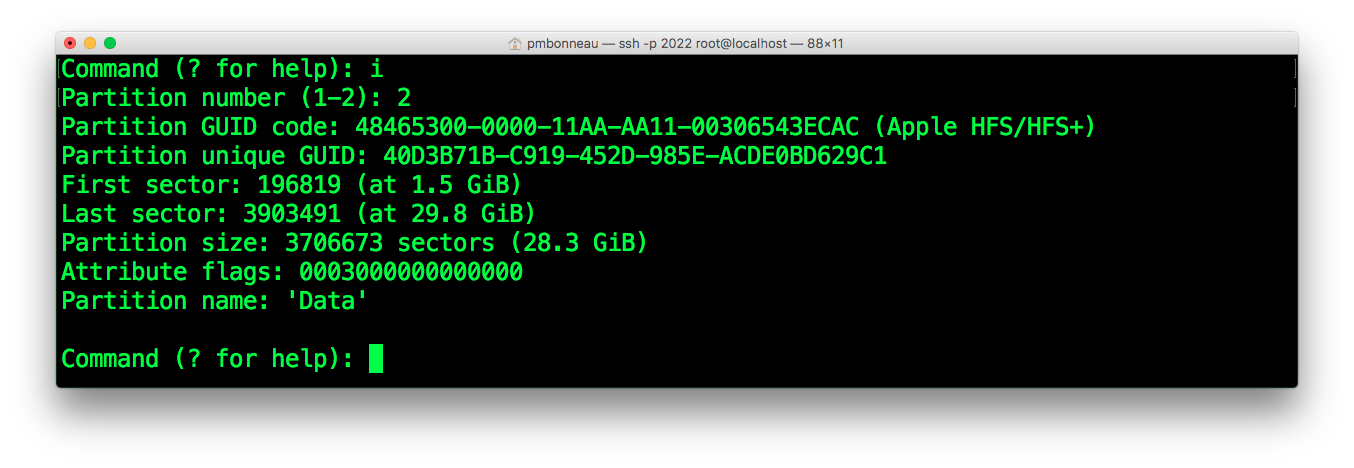 pmbonneau — ssh -p 2022 root@localhost — 88×11
Command (? for help): i
Partition number (1-2): 2
Partition GUID code: 48465300-0000-11AA-AA11-00306543ECAC (Apple HFS/HFS+)
Partition unique GUID: 40D3B71B-C919-452D-985E-ACDE0BD629C1
First sector: 196819 (at 1.5 GiB)
Last sector: 3903491 (at 29.8 GiB)
Partition size: 3706673 sectors (28.3 GiB)
Attribute flags: 0003000000000000
Partition name: 'Data'
Command (? for help):